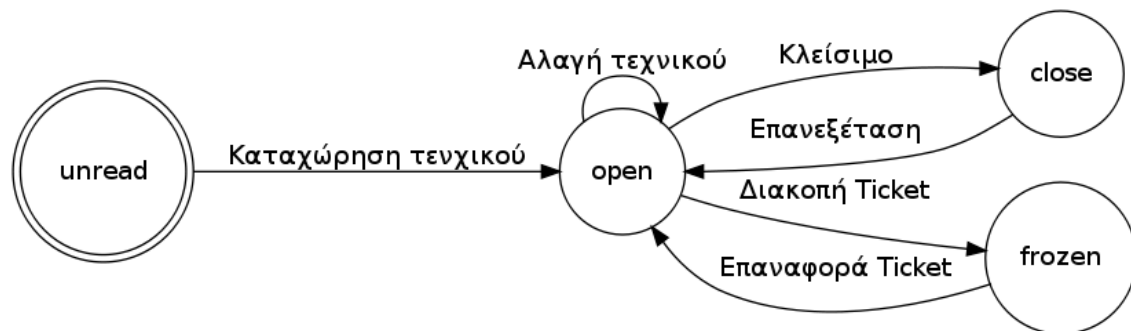 Αλαγή τεχνικού
Κλείσιμο
close
Επανεξέταση
unread
Καταχώρηση τενχικού
open
Διακοπή Ticket
Επαναφορά Ticket
frozen